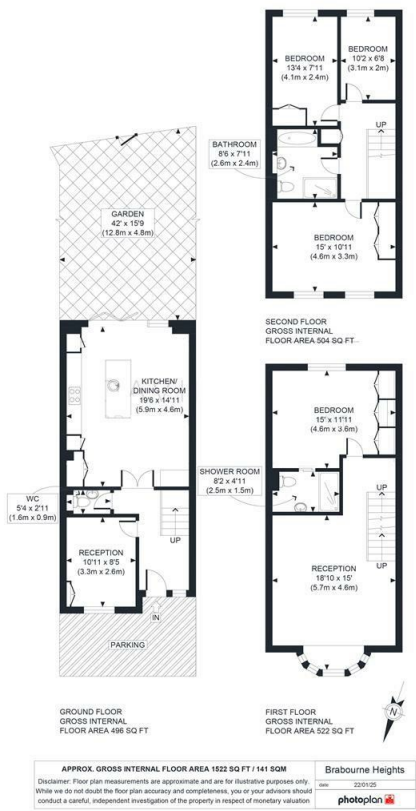 BEDROOM
13'4 x 7'11
(4.1m x 2.4m)
BEDROOM
10'2 x 6'8
(3.1m x 2m)
UP
BATHROOM
8'6 x 7'11
(2.6m x 2.4m)
BEDROOM
15' x 10'11
(4.6m x 3.3m)
SECOND FLOOR
GROSS INTERNAL
FLOOR AREA 504 SQ FT
GARDEN
42' x 15'9
(12.8m x 4.8m)
KITCHEN/
DINING ROOM
19'6 x 14'11
(5.9m x 4.6m)
WC
5'4 x 2'11
(1.6m x 0.9m)
UP
RECEPTION
10'11 x 8'5
(3.3m x 2.6m)
IN
PARKING
GROUND FLOOR
GROSS INTERNAL
FLOOR AREA 496 SQ FT
BEDROOM
15' x 11'11
(4.6m x 3.6m)
SHOWER ROOM
8'2 x 4'11
(2.5m x 1.5m)
UP
UP
RECEPTION
18'10 x 15'
(5.7m x 4.6m)
FIRST FLOOR
GROSS INTERNAL
FLOOR AREA 522 SQ FT
N
APPROX. GROSS INTERNAL FLOOR AREA 1522 SQ FT / 141 SQM
Disclaimer: Floor plan measurements are approximate and are for illustrative purposes only.
While we do not doubt the floor plan accuracy and completeness, you or your advisors should
conduct a careful, independent investigation of the property in respect of monetary valuation
Brabourne Heights
date 22/01/25
photoplan